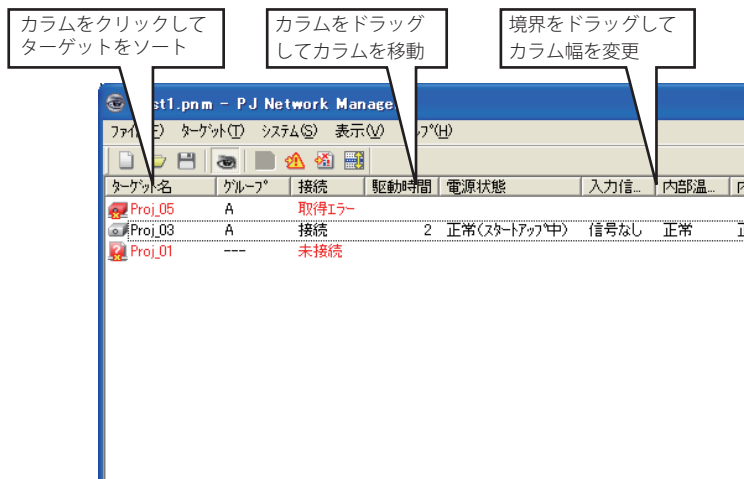 カラムをクリックして
ターゲットをソート
カラムをドラッグ
してカラムを移動
境界をドラッグして
カラム幅を変更
st1.pnm - PJ Network Manage
ターゲット(T) システム(S) 表示(V)
ターゲット名 グループ 接続 駆動時間 電源状態 入力信... 内部温...
Proj_05 A 取得エラー
Proj_03 A 接続 2 正常(スタートアップ中) 信号なし 正常
Proj_01 --- 未接続